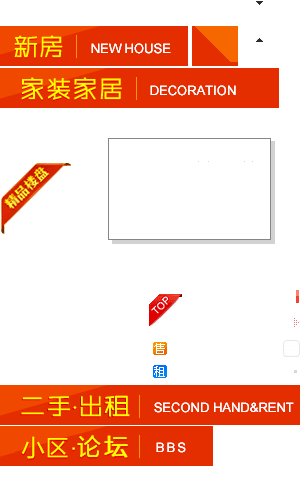 新房 NEW HOUSE
家装家居 DECORATION
精品楼盘
TOP
售
租
二手·出租 SECOND HAND&RENT
小区·论坛 BBS